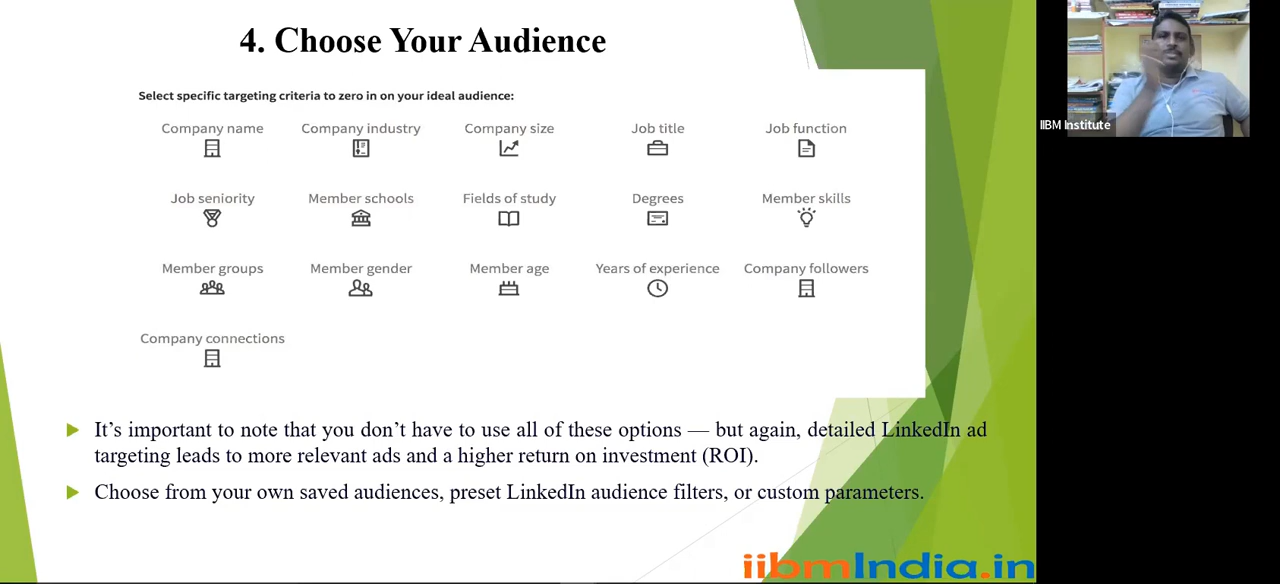 4. Choose Your Audience
Select specific targeting criteria to zero in on your ideal audience:
Company name Company industry Company size Job title Job function
Job seniority Member schools Fields of study Degrees Member skills
Member groups Member gender Member age Years of experience Company followers
Company connections
It’s important to note that you don’t have to use all of these options — but again, detailed LinkedIn ad
targeting leads to more relevant ads and a higher return on investment (ROI).
Choose from your own saved audiences, preset LinkedIn audience filters, or custom parameters.
iibmIndia.in
IIBM Institute